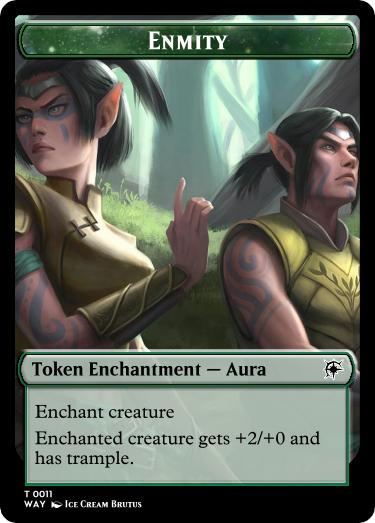 Enmity
Token Enchantment — Aura
Enchant creature
Enchanted creature gets +2/+0 and
has trample.
T 0011
WAY Ice Cream Brutus